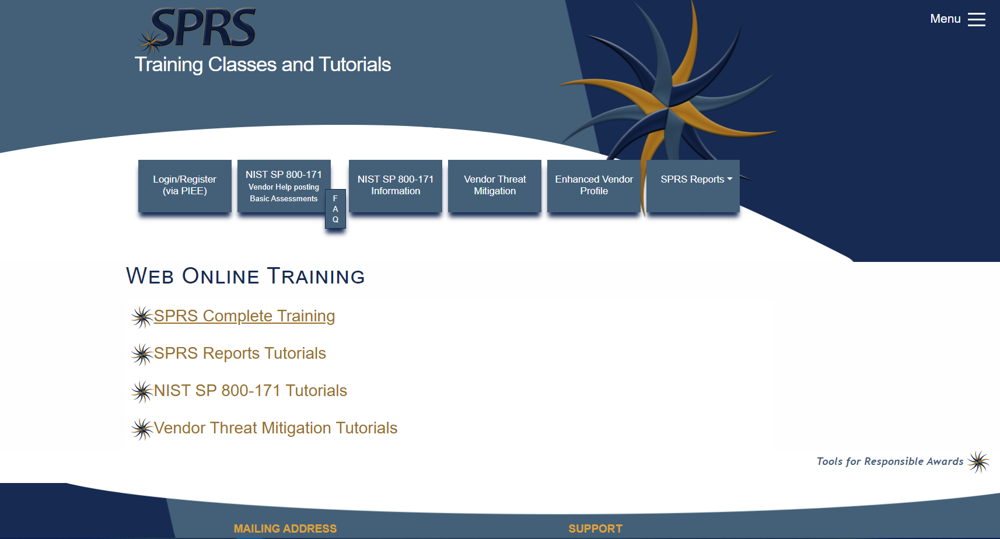 SPRS
Menu
Training Classes and Tutorials
Login/Register
(via PIEE)
NIST SP 800-171
Vendor Help posting
Basic Assessments
F
A
Q
NIST SP 800-171
Information
Vendor Threat
Mitigation
Enhanced Vendor
Profile
SPRS Reports
Web Online Training
SPRS Complete Training
SPRS Reports Tutorials
NIST SP 800-171 Tutorials
Vendor Threat Mitigation Tutorials
Tools for Responsible Awards
MAILING ADDRESS
SUPPORT